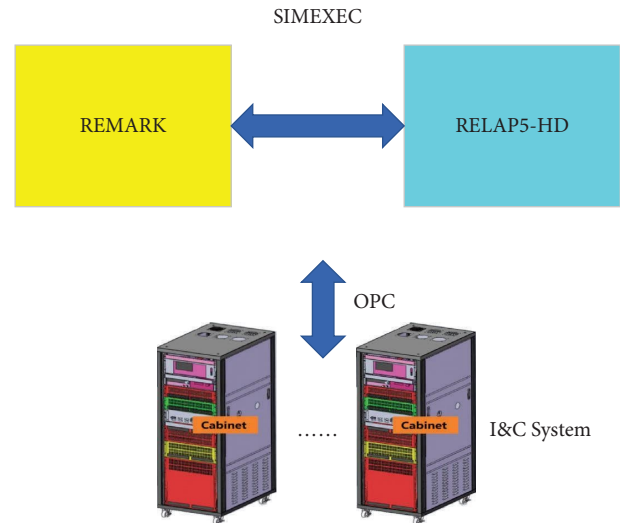 SIMEXEC
REMARK
RELAP5-HD
OPC
Cabinet
......
Cabinet
I&C System